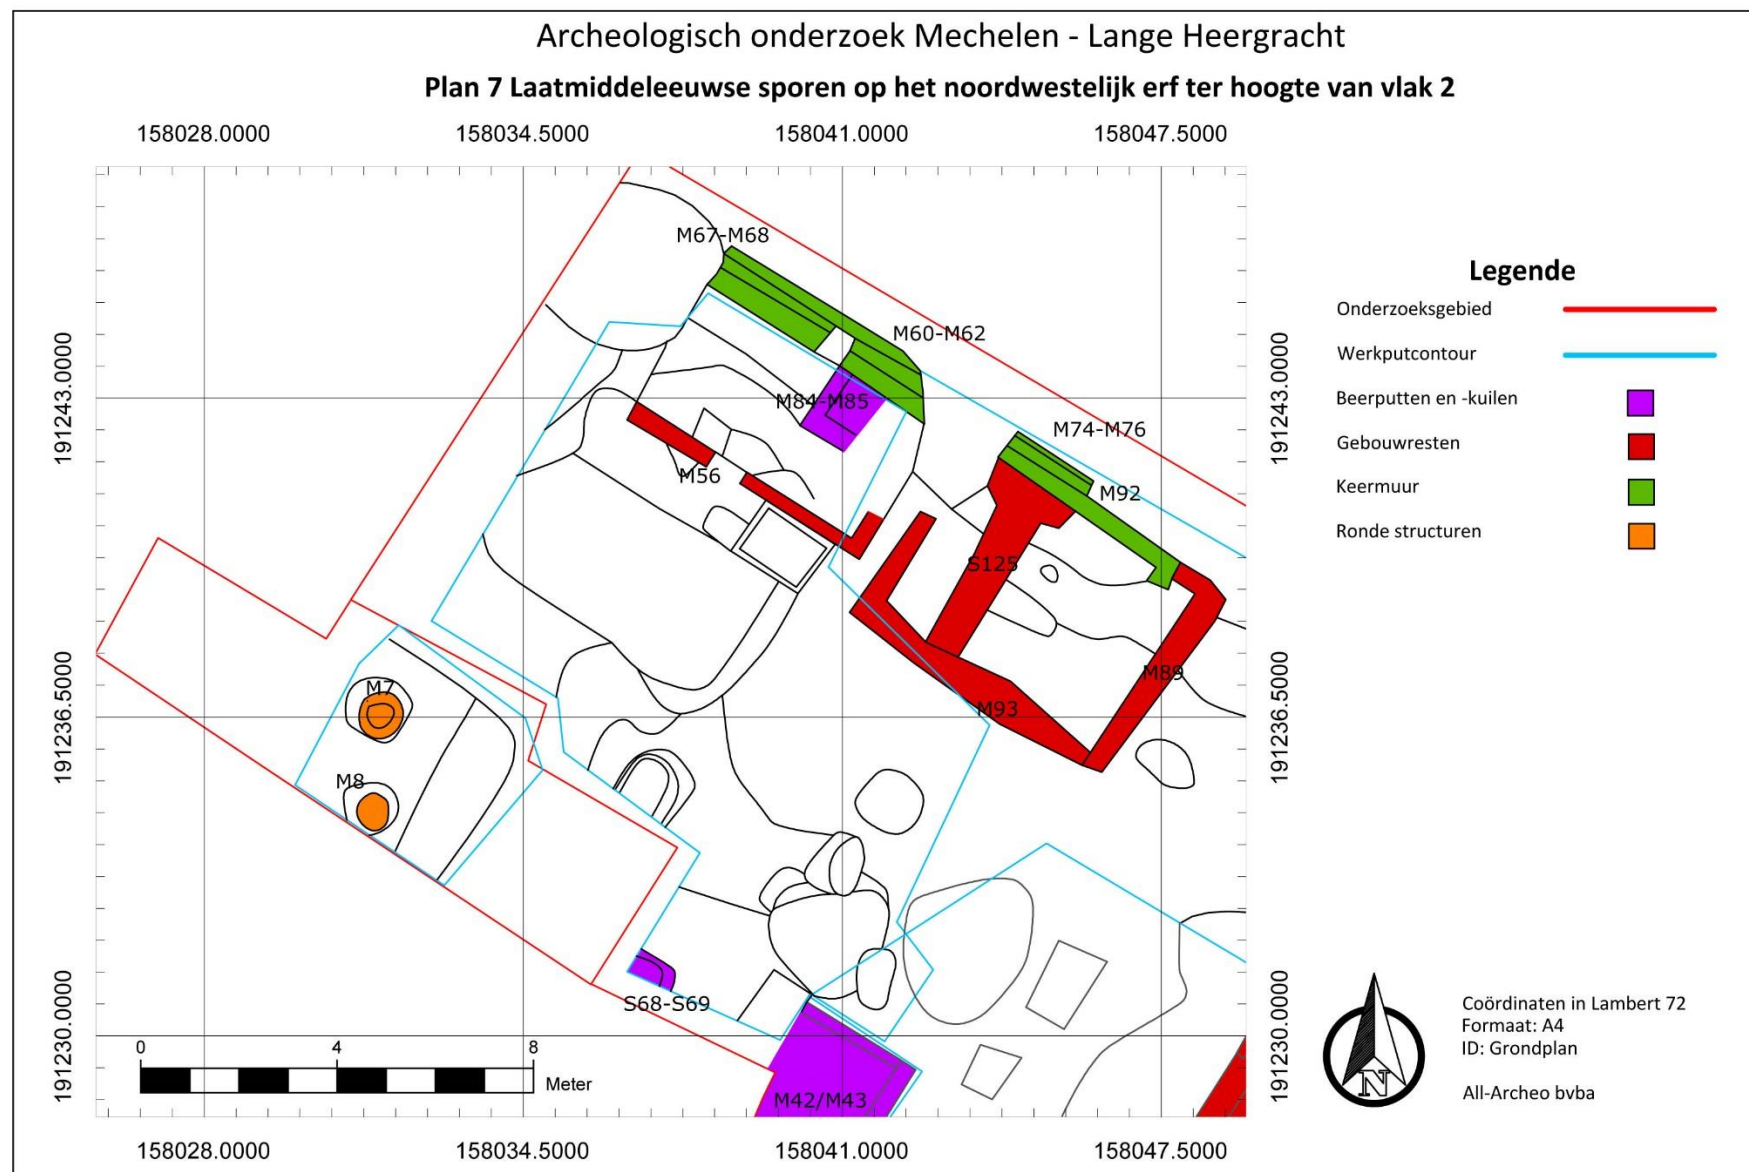 Archeologisch onderzoek Mechelen - Lange Heergracht
Plan 7 Laatmiddeleeuwse sporen op het noordwestelijk erf ter hoogte van vlak 2
158028.0000 158034.5000 158041.0000 158047.5000
191243.0000
191236.5000
191230.0000
M67-M68
M60-M62
M84-M85
M74-M76
M56
M92
S125
M89
M93
M7
M8
S68-S69
M42/M43
0 4 8
Meter
191243.0000
191236.5000
191230.0000
158028.0000 158034.5000 158041.0000 158047.5000
Legende
Onderzoeksgebied
Werkputcontour
Beerputten en -kuilen
Gebouwresten
Keermuur
Ronde structuren
N
Coördinaten in Lambert 72
Formaat: A4
ID: Grondplan
All-Archeo bvba